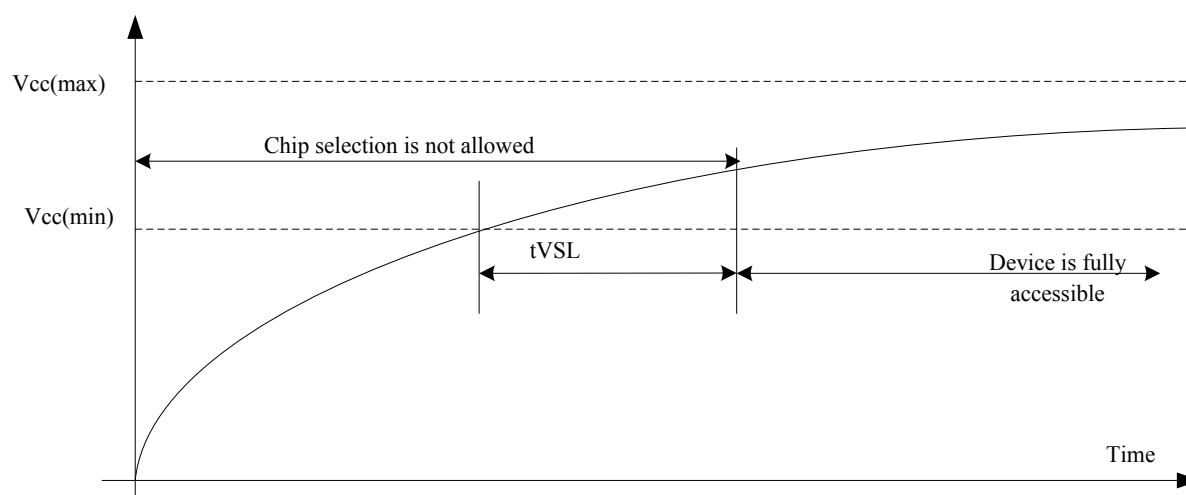 Vcc(max)
Chip selection is not allowed
Vcc(min)
tVSL
Device is fully
accessible
Time